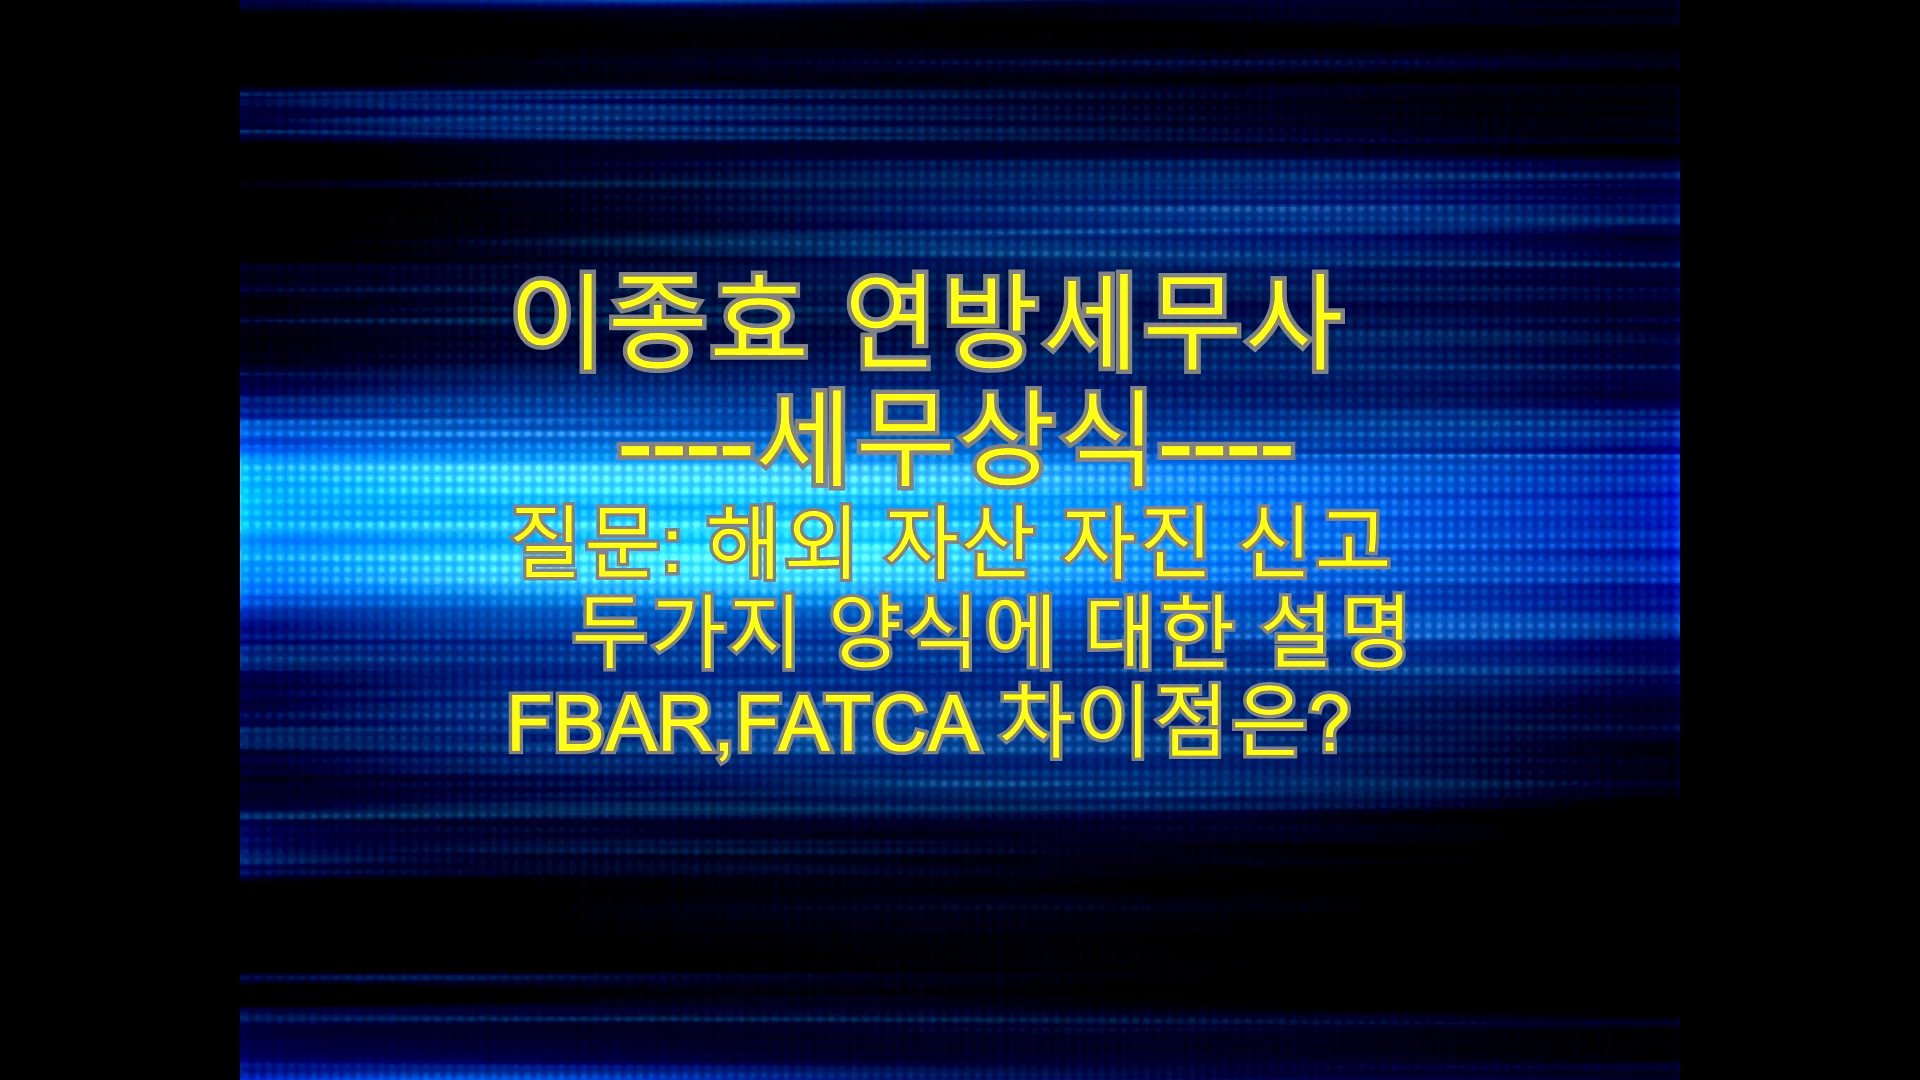 이종효 연방세무사
----세무상식----
질문: 해외 자산 자진 신고
두가지 양식에 대한 설명
FBAR,FATCA 차이점은?